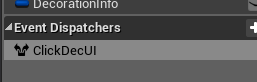 DecorationInfo
Event Dispatchers
ClickDecUI